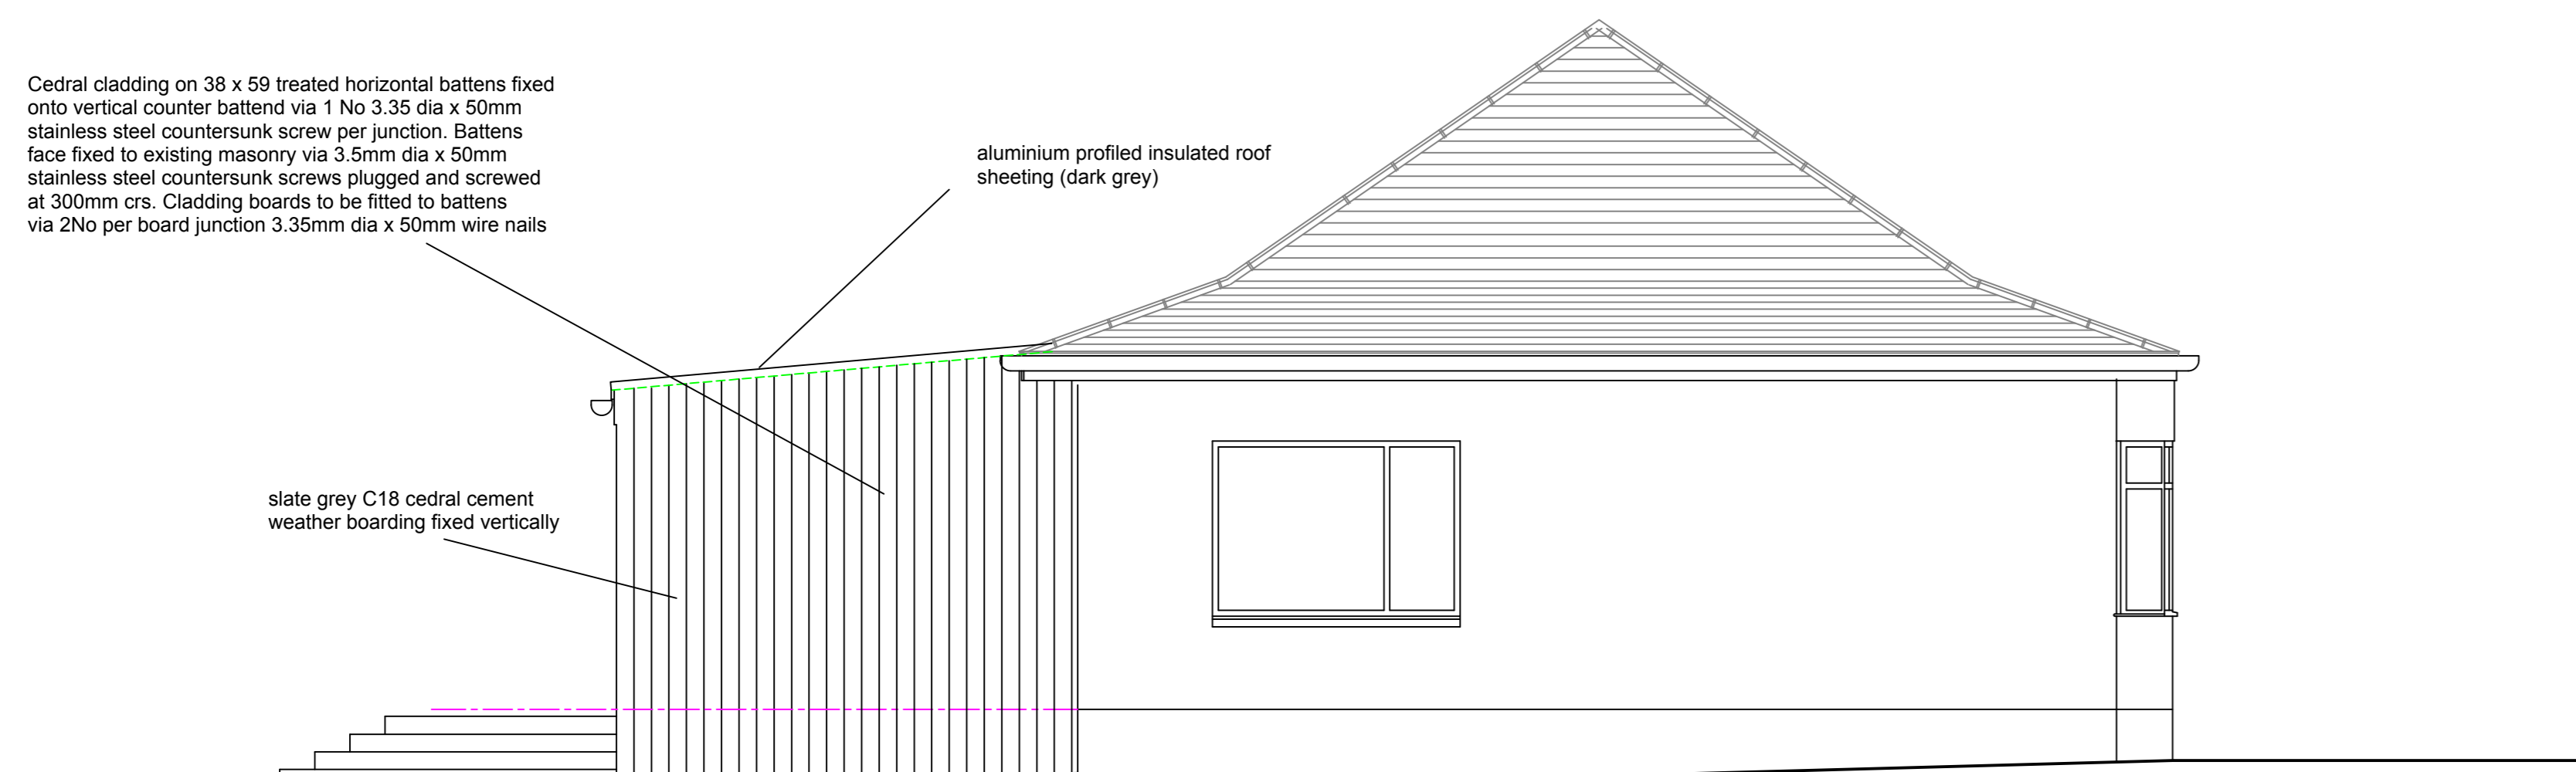 Cedral cladding on 38 x 59 treated horizontal battens fixed
onto vertical counter battend via 1 No 3.35 dia x 50mm
stainless steel countersunk screw per junction. Battens
face fixed to existing masonry via 3.5mm dia x 50mm
stainless steel countersunk screws plugged and screwed
at 300mm crs. Cladding boards to be fitted to battens
via 2No per board junction 3.35mm dia x 50mm wire nails
aluminium profiled insulated roof
sheeting (dark grey)
slate grey C18 cedral cement
weather boarding fixed vertically